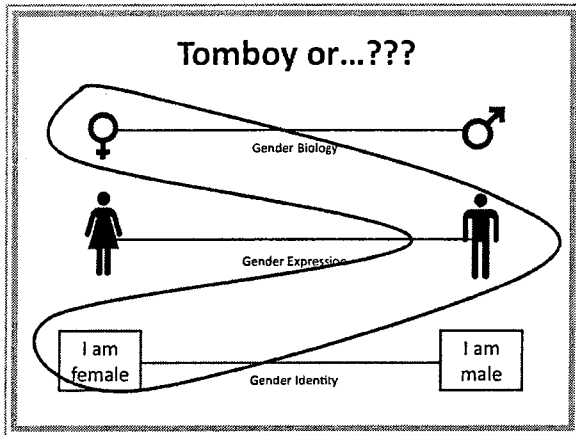 Tomboy or...???
Gender Biology
Gender Expression
I am
female
I am
male
Gender Identity